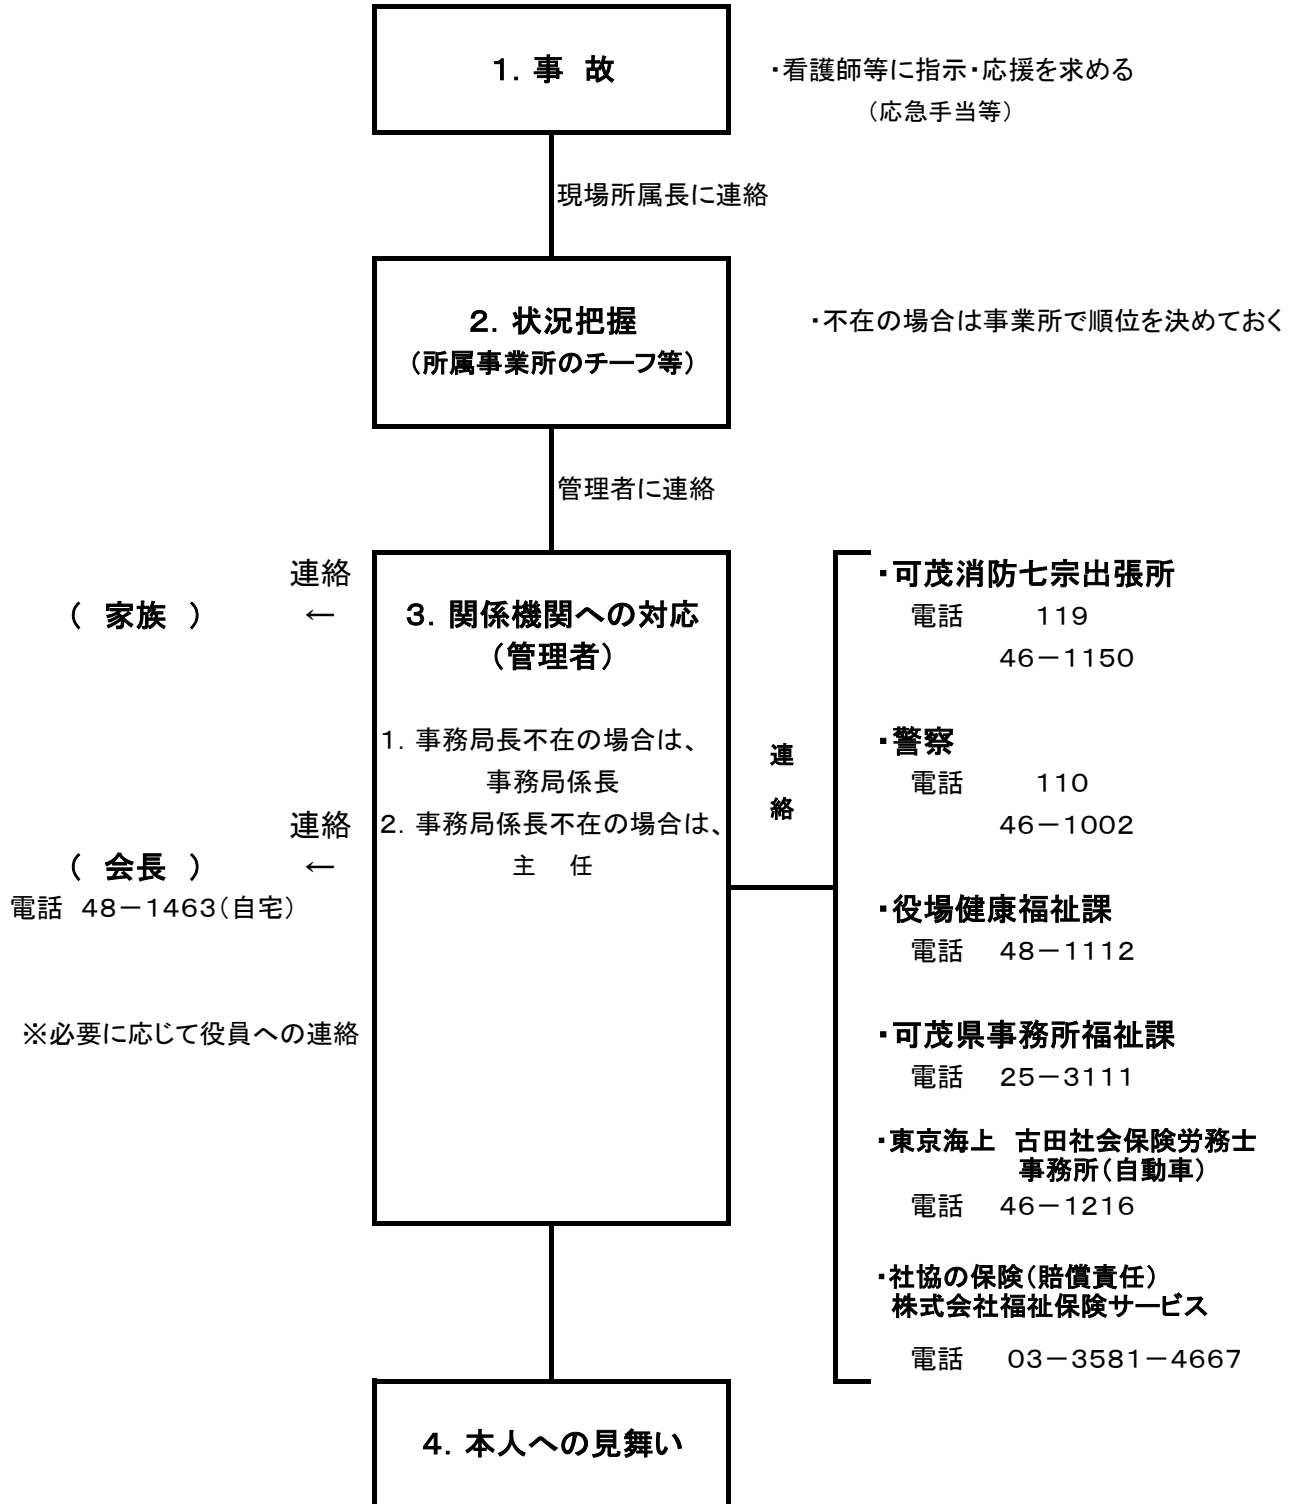 1．事　故
・看護師等に指示・応援を求める
（応急手当等）
現場所属長に連絡
2．状況把握
（所属事業所のチーフ等）
・不在の場合は事業所で順位を決めておく
管理者に連絡
3．関係機関への対応
（管理者）
1．事務局長不在の場合は、
事務局係長
2．事務局係長不在の場合は、
主　任
連絡
（　家族　）　←
連絡
（　会長　）　←
電話　48－1463（自宅）
※必要に応じて役員への連絡
連
絡
・可茂消防七宗出張所
電話　119
46－1150
・警察
電話　110
46－1002
・役場健康福祉課
電話　48－1112
・可茂県事務所福祉課
電話　25－3111
・東京海上　古田社会保険労務士
事務所（自動車）
電話　46－1216
・社協の保険（賠償責任）
株式会社福祉保険サービス
電話　03－3581－4667
4．本人への見舞い